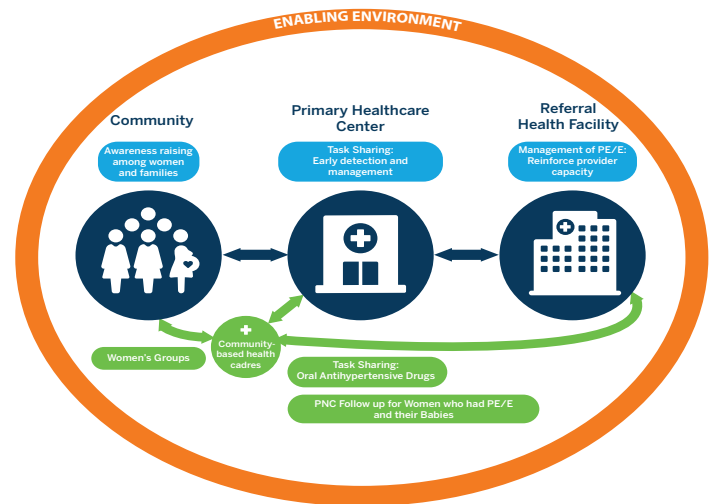 ENABLING ENVIRONMENT
Community
Primary Healthcare
Center
Referral
Health Facility
Awareness raising
among women
and families
Task Sharing:
Early detection and
management
Management of PE/E:
Reinforce provider
capacity
Women's Groups
Community-
based health
cadres
Task Sharing:
Oral Antihypertensive Drugs
PNC Follow up for Women who had PE/E
and their Babies